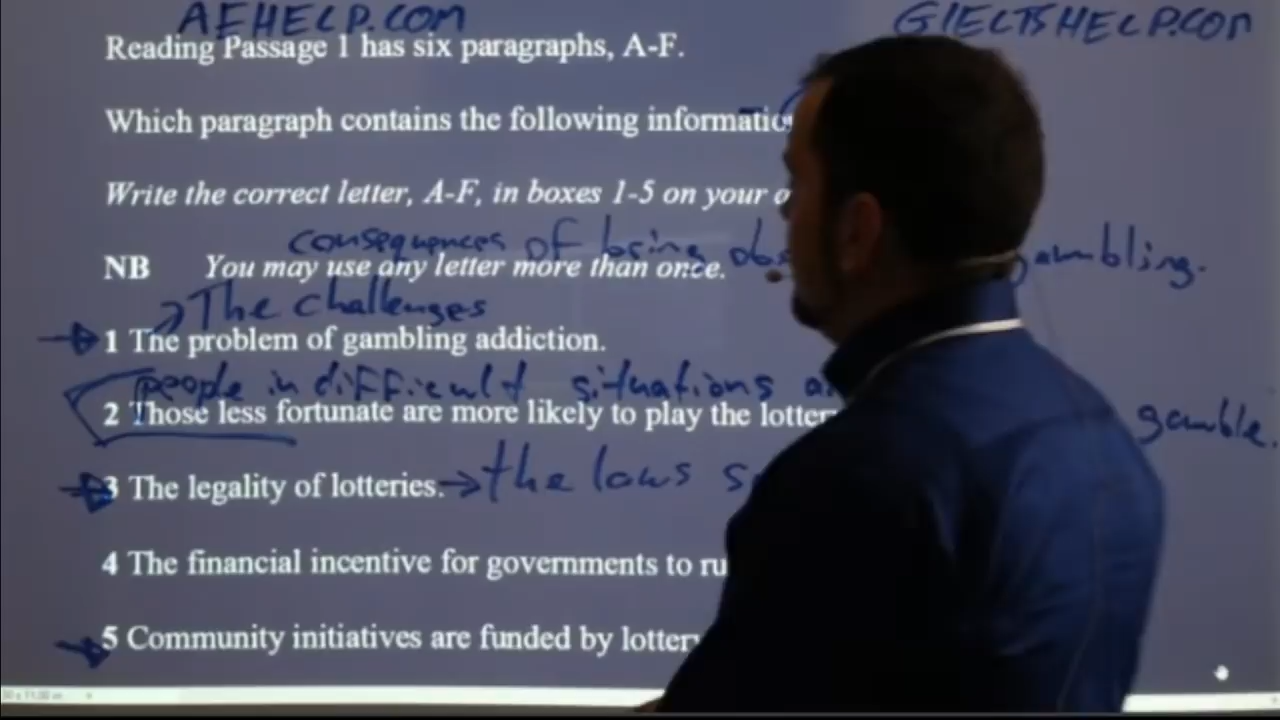 AEHELP.COM GIELTSHELP.COM
Reading Passage 1 has six paragraphs, A-F.
Which paragraph contains the following
Write the correct letter, A-F, in boxes 1-5 on your
consequences of being gambling.
NB You may use any letter more than once.
The challenges
1 The problem of gambling addiction.
people in difficult situations
2 Those less fortunate are more likely to play the gamble.
3 The legality of lotteries. → the laws
4 The financial incentive for governments to
5 Community initiatives are funded by